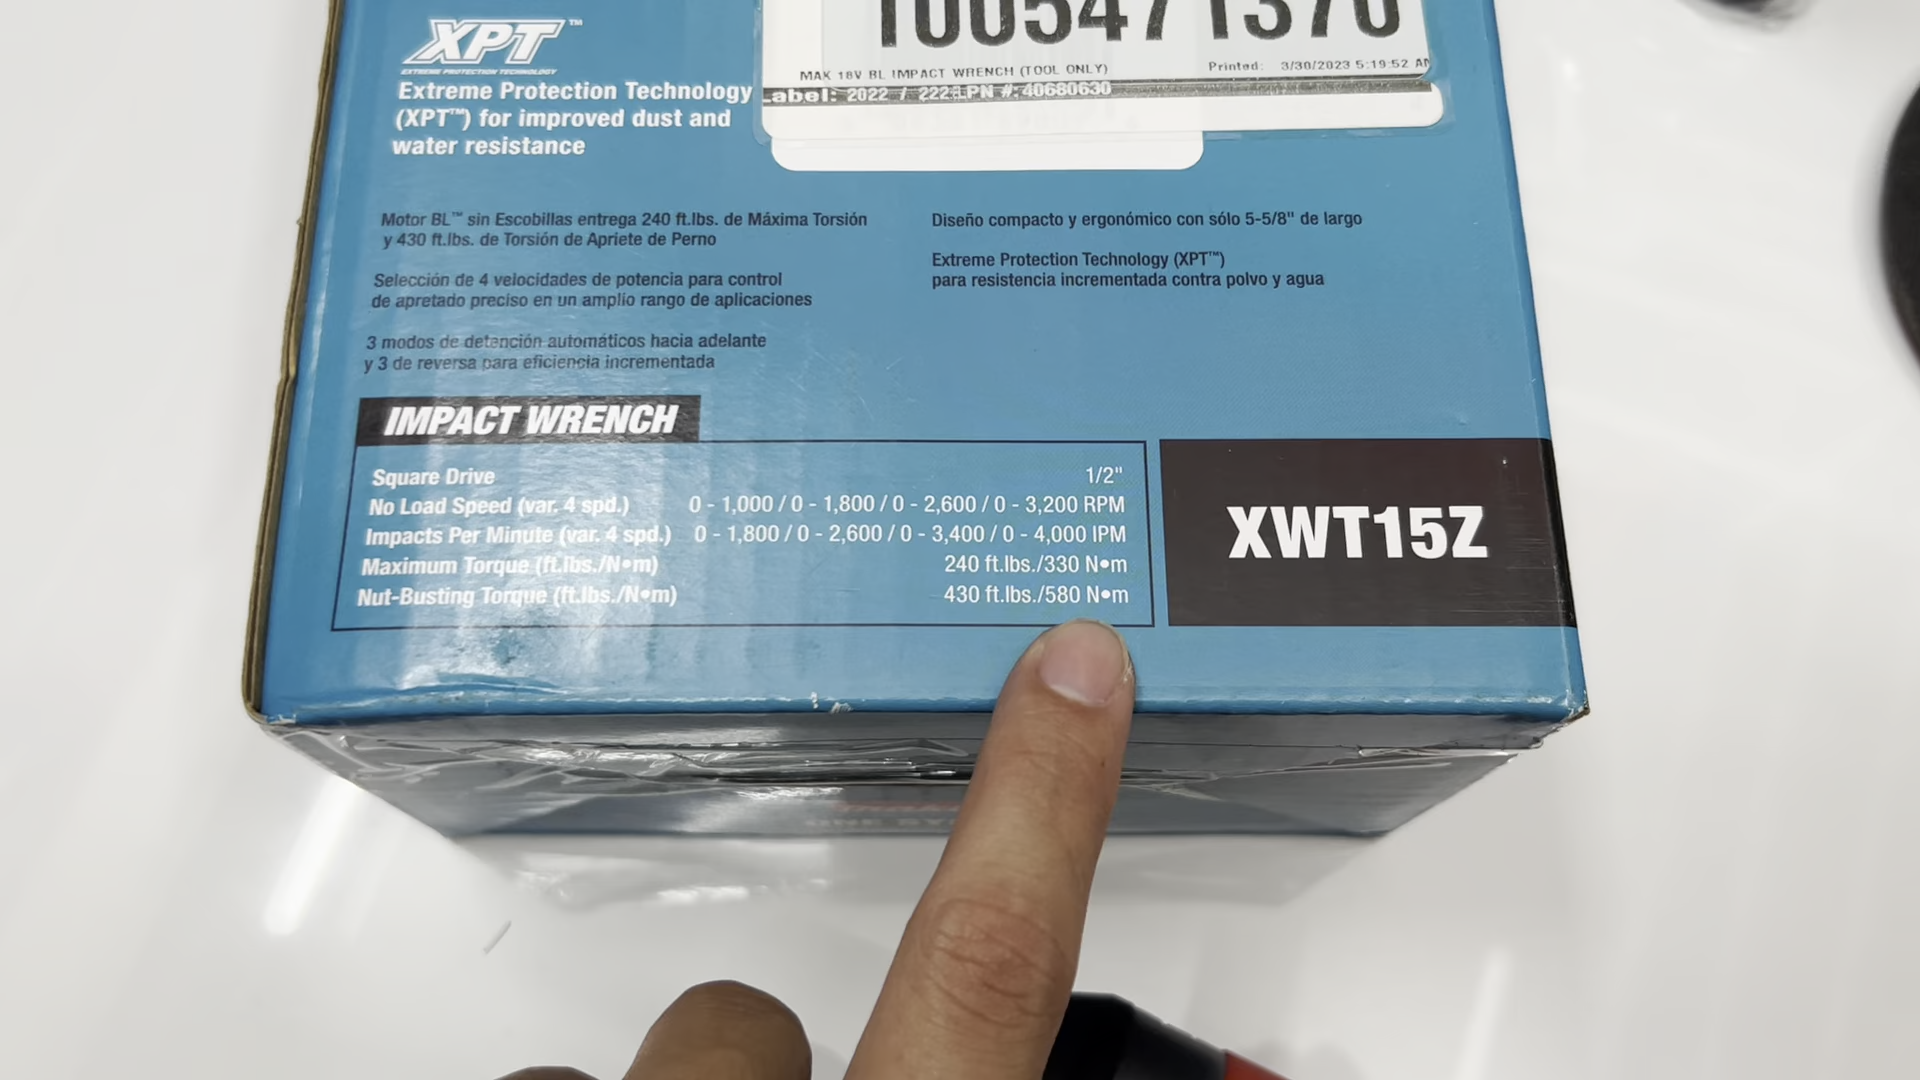 1005471370
MAK 18V BL IMPACT WRENCH (TOOL ONLY)
Printed: 3/30/2023 5:19:52 AM
Label: 2022 / 222 LPN #: 40680630
XPT™
EXTREME PROTECTION TECHNOLOGY
Extreme Protection Technology
(XPT™) for improved dust and
water resistance
Motor BL™ sin Escobillas entrega 240 ft.lbs. de Máxima Torsión
y 430 ft.lbs. de Torsión de Apriete de Perno
Selección de 4 velocidades de potencia para control
de apretado preciso en un amplio rango de aplicaciones
3 modos de detención automáticos hacia adelante
y 3 de reversa para eficiencia incrementada
Diseño compacto y ergonómico con sólo 5-5/8" de largo
Extreme Protection Technology (XPT™)
para resistencia incrementada contra polvo y agua
IMPACT WRENCH
Square Drive 1/2"
No Load Speed (var. 4 spd.) 0 - 1,000 / 0 - 1,800 / 0 - 2,600 / 0 - 3,200 RPM
Impacts Per Minute (var. 4 spd.) 0 - 1,800 / 0 - 2,600 / 0 - 3,400 / 0 - 4,000 IPM
Maximum Torque (ft.lbs./N•m) 240 ft.lbs./330 N•m
Nut-Busting Torque (ft.lbs./N•m) 430 ft.lbs./580 N•m
XWT15Z